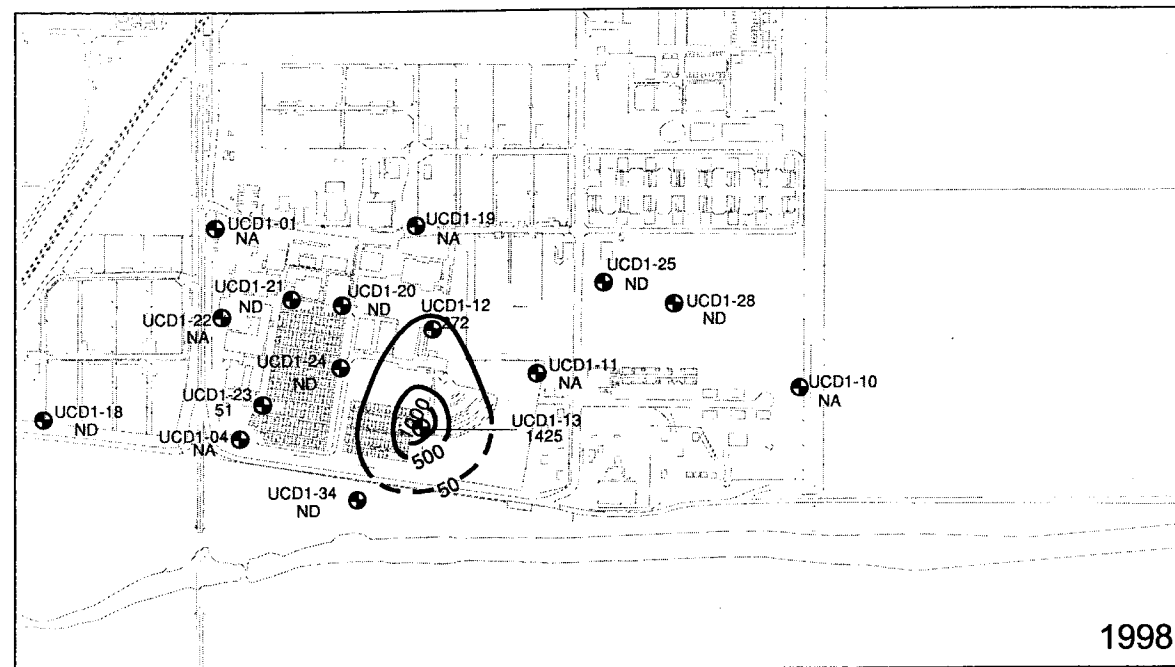 UCD1-01
NA
UCD1-19
NA
UCD1-25
ND
UCD1-28
ND
UCD1-21
ND
UCD1-20
ND
UCD1-12
272
UCD1-22
NA
UCD1-24
ND
UCD1-11
NA
UCD1-10
NA
UCD1-23
51
UCD1-18
ND
UCD1-04
NA
UCD1-13
1425
1000
500
50
UCD1-34
ND
1998